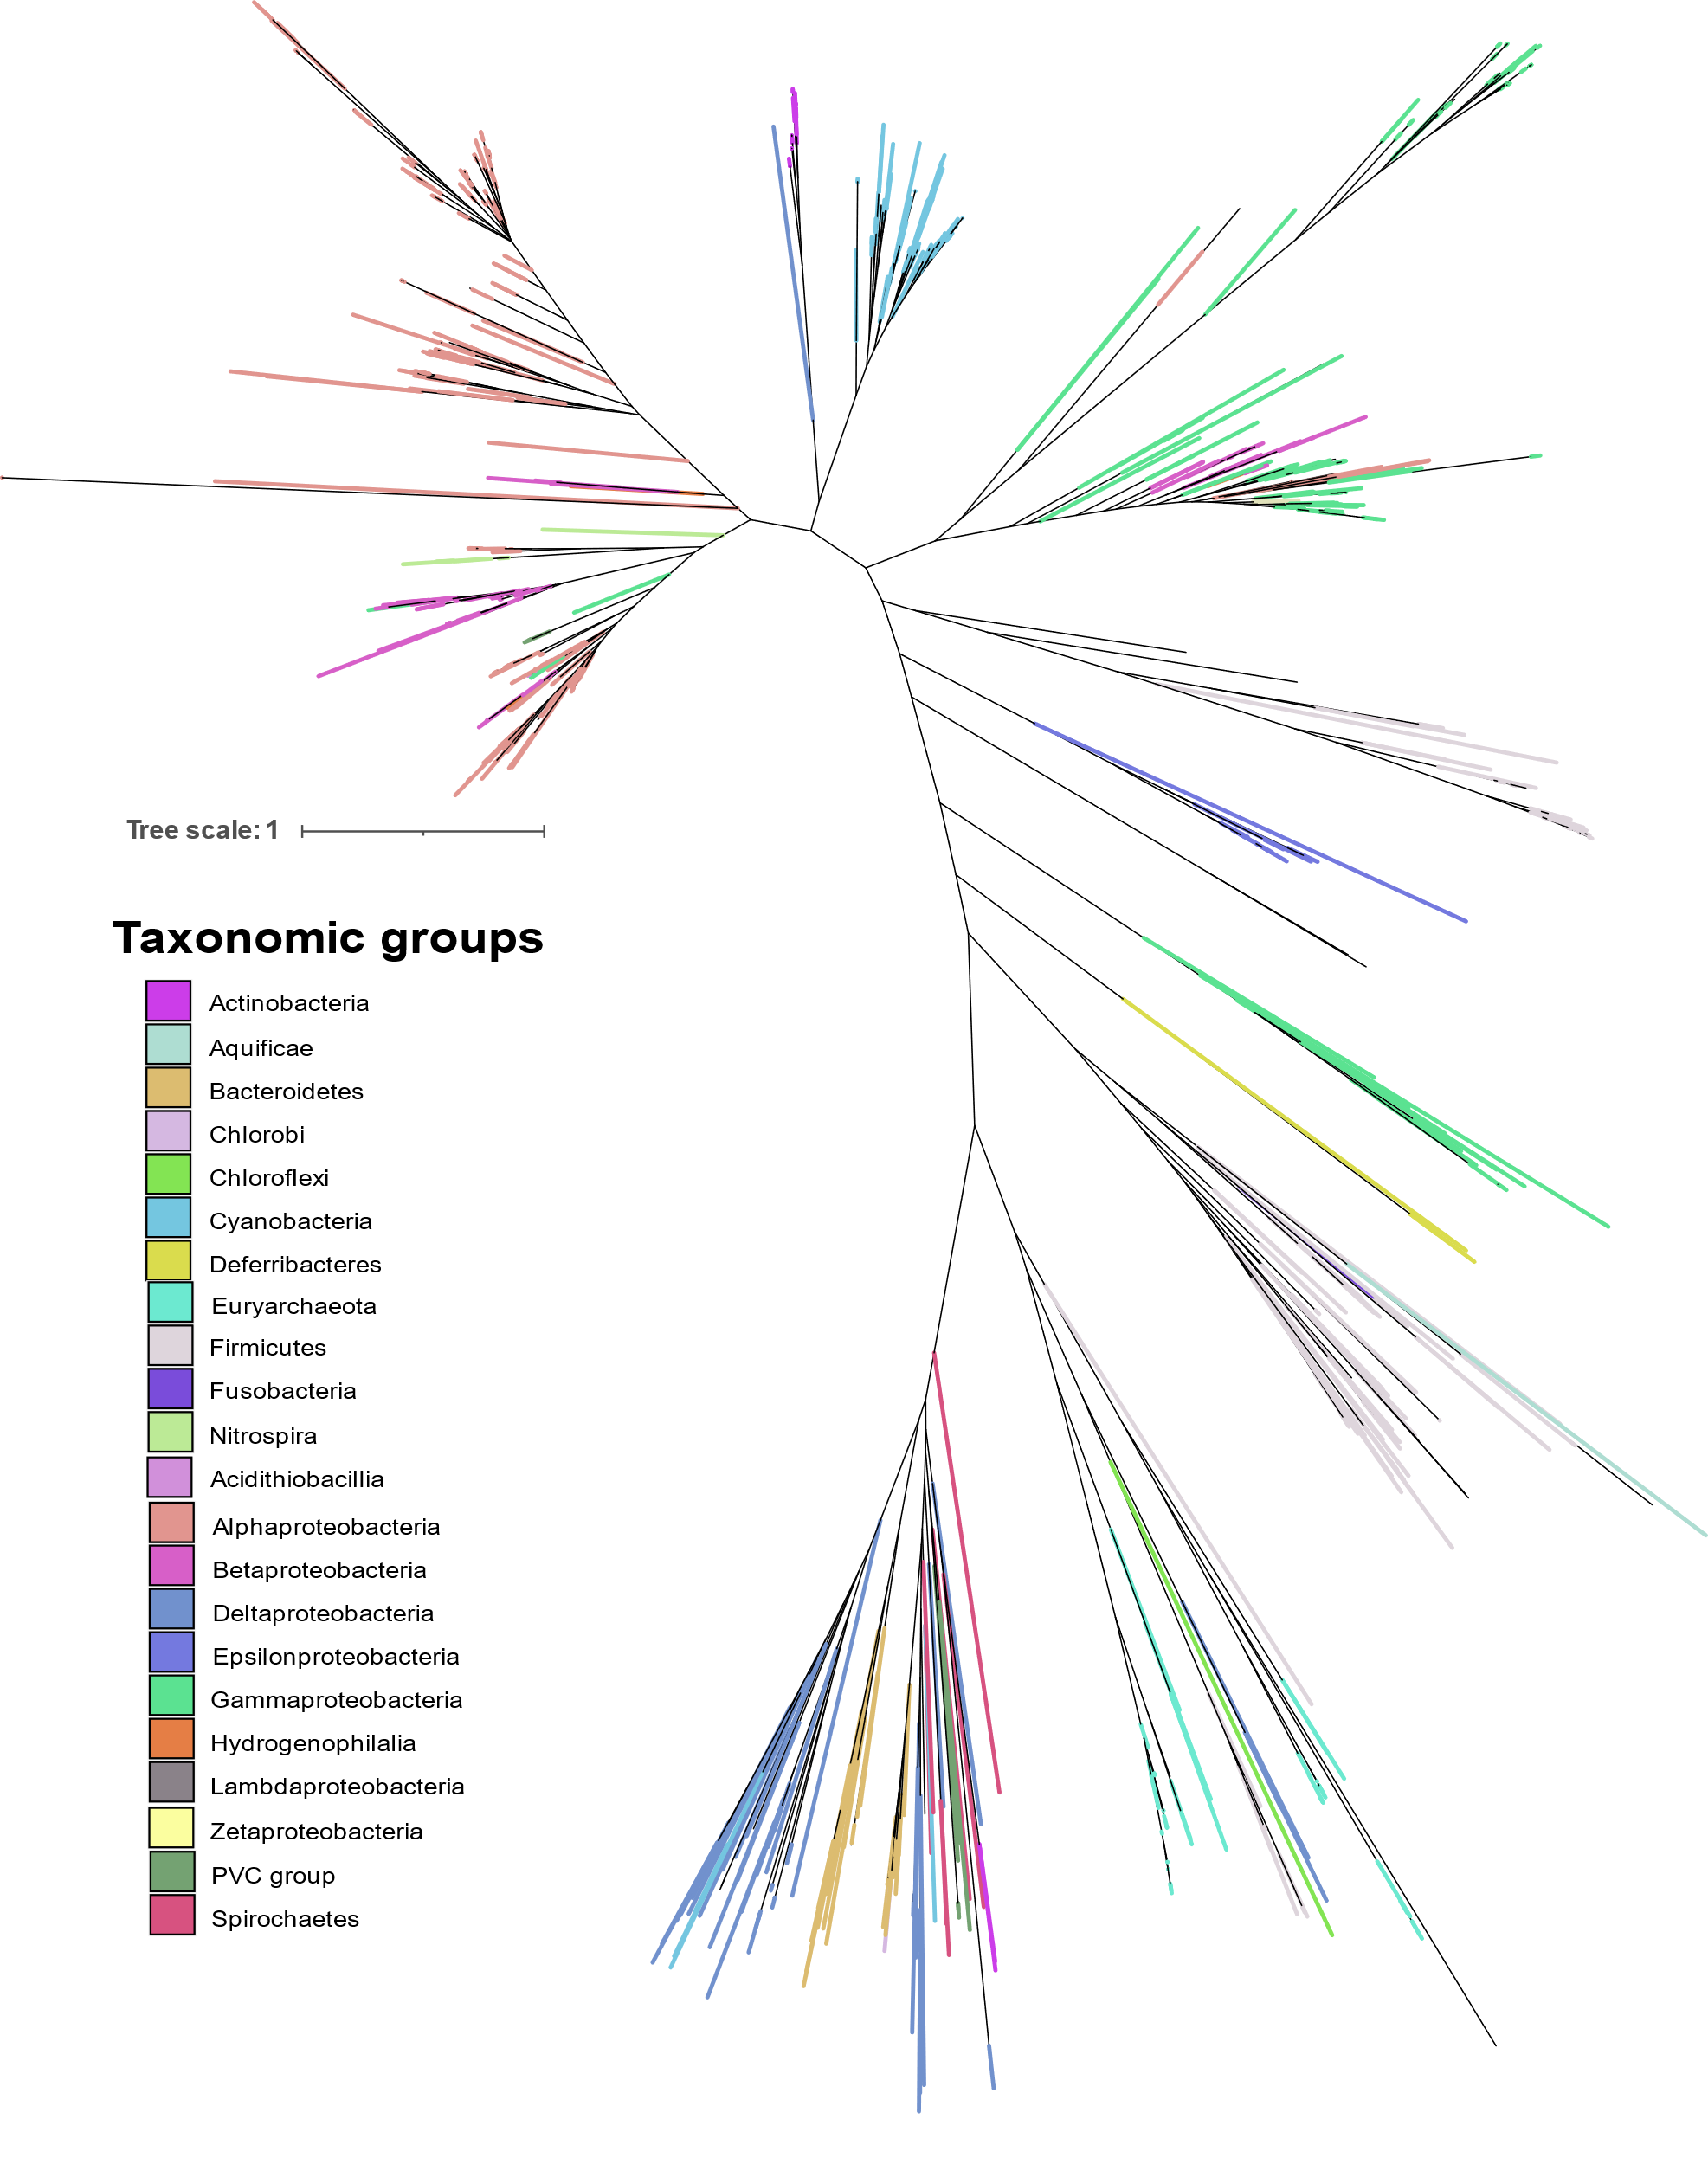 Tree scale: 1
Taxonomic groups
Actinobacteria
Aquificae
Bacteroidetes
Chlorobi
Chloroflexi
Cyanobacteria
Deferribacteres
Euryarchaeota
Firmicutes
Fusobacteria
Nitrospira
Acidithiobacillia
Alphaproteobacteria
Betaproteobacteria
Deltaproteobacteria
Epsilonproteobacteria
Gammaproteobacteria
Hydrogenophilalia
Lambdaproteobacteria
Zetaproteobacteria
PVC group
Spirochaetes